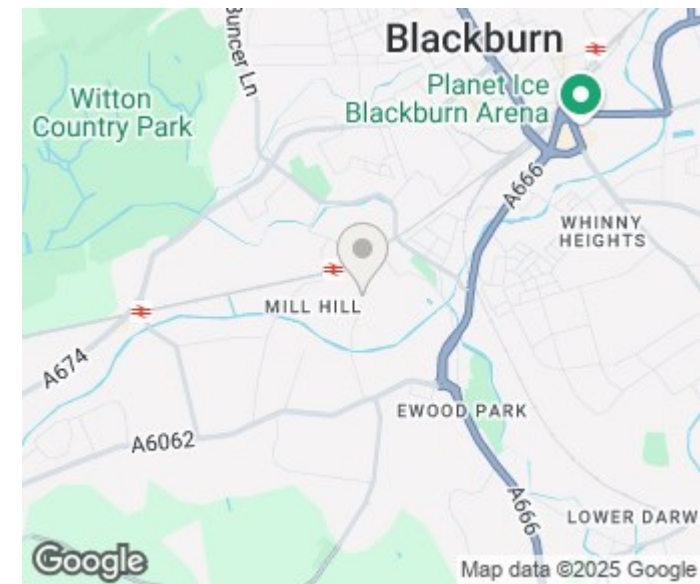 Blackburn
Buncer Ln
Witton
Country Park
Planet Ice
Blackburn Arena
A666
WHINNY
HEIGHTS
MILL HILL
A674
EWOOD PARK
A6062
A666
LOWER DARW
Google
Map data ©2025 Google